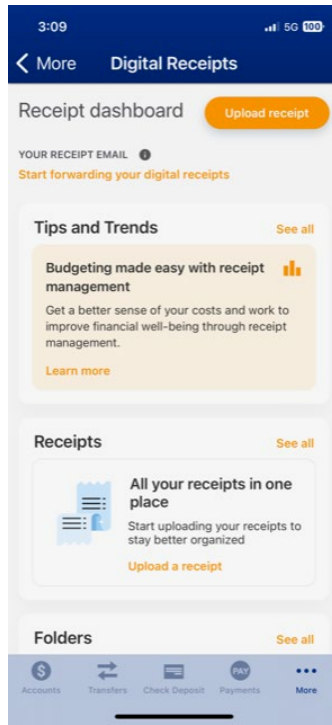 3:09
5G 100
More Digital Receipts
Receipt dashboard Upload receipt
YOUR RECEIPT EMAIL
Start forwarding your digital receipts
Tips and Trends See all
Budgeting made easy with receipt
management
Get a better sense of your costs and work to
improve financial well-being through receipt
management.
Learn more
Receipts See all
All your receipts in one
place
Start uploading your receipts to
stay better organized
Upload a receipt
Folders See all
PAY
Accounts Transfers Check Deposit Payments More